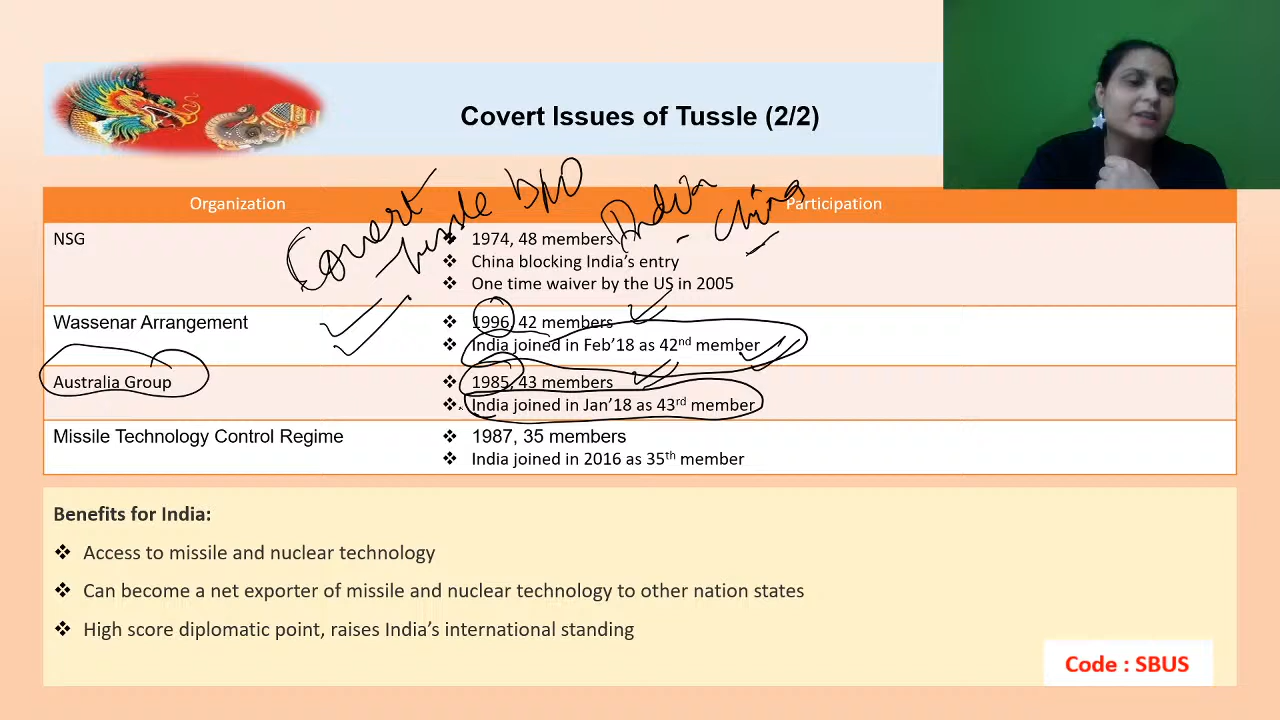 Covert Issues of Tussle (2/2)
Organization Participation
Covert
Tussle b/w
India
China
NSG
❖ 1974, 48 members
❖ China blocking India’s entry
❖ One time waiver by the US in 2005
Wassenar Arrangement
❖ 1996, 42 members
❖ India joined in Feb’18 as 42nd member
Australia Group
❖ 1985, 43 members
❖ India joined in Jan’18 as 43rd member
Missile Technology Control Regime
❖ 1987, 35 members
❖ India joined in 2016 as 35th member
Benefits for India:
❖ Access to missile and nuclear technology
❖ Can become a net exporter of missile and nuclear technology to other nation states
❖ High score diplomatic point, raises India’s international standing
Code : SBUS